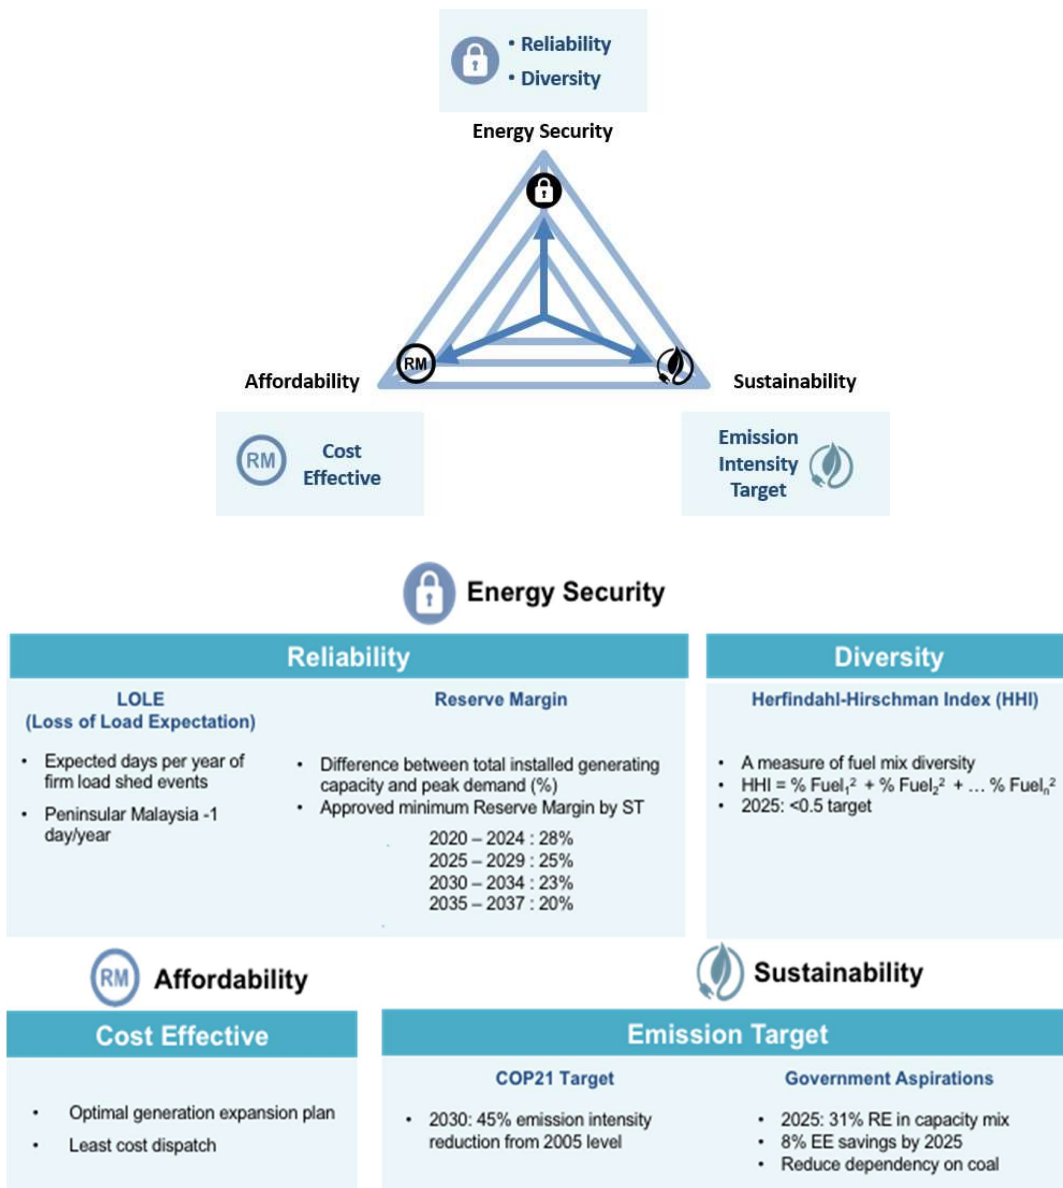 • Reliability
• Diversity
Energy Security
RM
Affordability
Sustainability
RM
Cost
Effective
Emission
Intensity
Target
Energy Security
Reliability
LOLE
(Loss of Load Expectation)
• Expected days per year of
firm load shed events
• Peninsular Malaysia -1
day/year
Reserve Margin
• Difference between total installed generating
capacity and peak demand (%)
• Approved minimum Reserve Margin by ST
2020 – 2024 : 28%
2025 – 2029 : 25%
2030 – 2034 : 23%
2035 – 2037 : 20%
Diversity
Herfindahl-Hirschman Index (HHI)
• A measure of fuel mix diversity
• HHI = % Fuel₁² + % Fuel₂² + ... % Fuelₙ²
• 2025: <0.5 target
RM
Affordability
Cost Effective
• Optimal generation expansion plan
• Least cost dispatch
Sustainability
Emission Target
COP21 Target
• 2030: 45% emission intensity
reduction from 2005 level
Government Aspirations
• 2025: 31% RE in capacity mix
• 8% EE savings by 2025
• Reduce dependency on coal